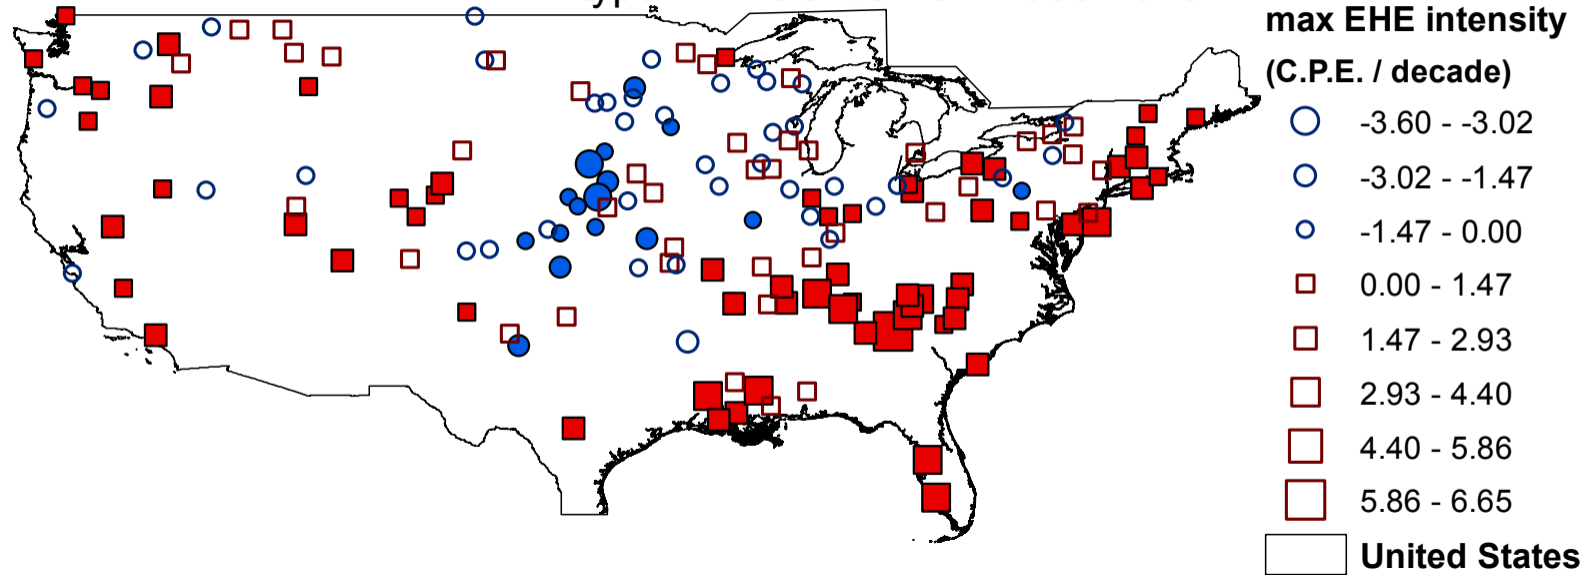 max EHE intensity
(C.P.E. / decade)
-3.60 - -3.02
-3.02 - -1.47
-1.47 - 0.00
0.00 - 1.47
1.47 - 2.93
2.93 - 4.40
4.40 - 5.86
5.86 - 6.65
United States